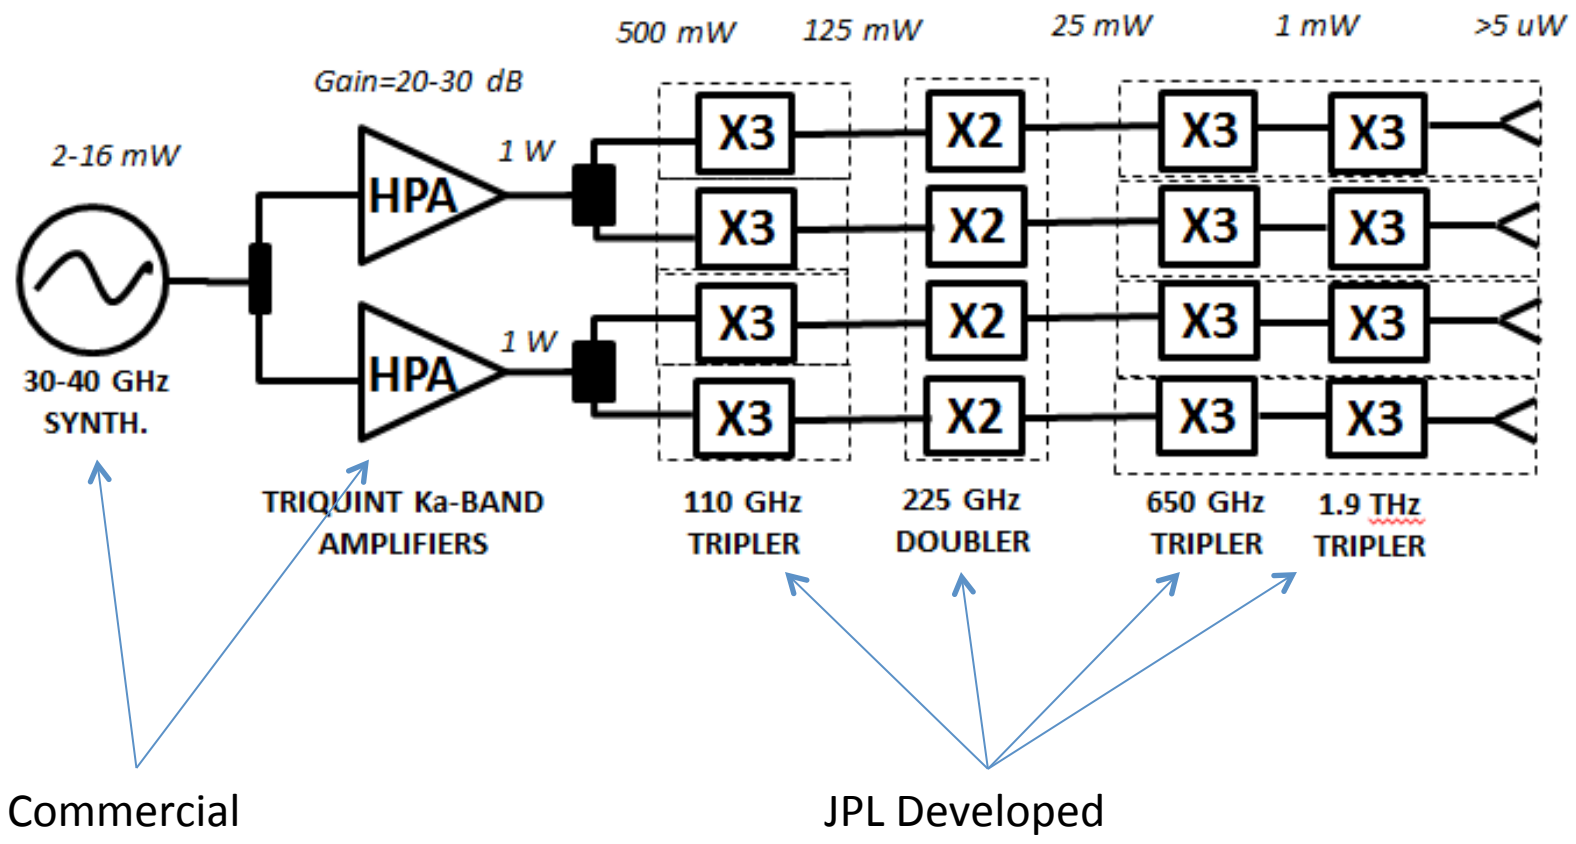 500 mW 125 mW 25 mW 1 mW >5 uW
Gain=20-30 dB
2-16 mW
1 W
1 W
HPA
HPA
X3 X2 X3 X3
X3 X2 X3 X3
X3 X2 X3 X3
X3 X2 X3 X3
30-40 GHz
SYNTH.
TRIQUINT Ka-BAND
AMPLIFIERS
110 GHz
TRIPLER
225 GHz
DOUBLER
650 GHz
TRIPLER
1.9 THz
TRIPLER
Commercial
JPL Developed